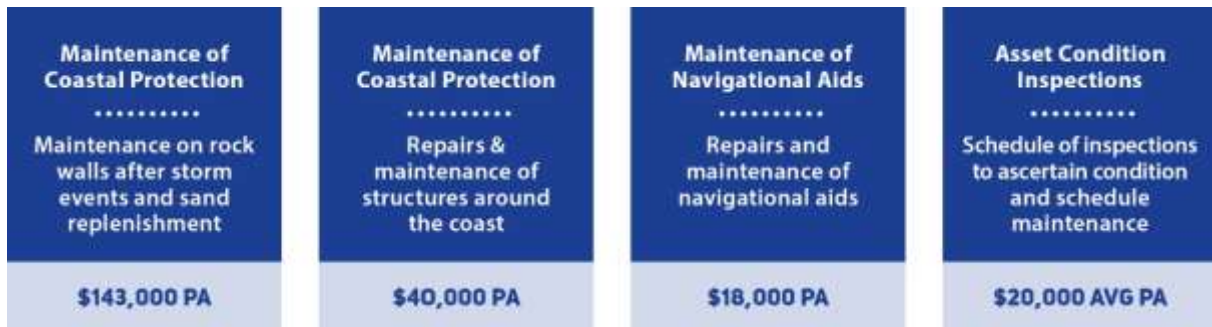 Maintenance of
Coastal Protection
Maintenance on rock
walls after storm
events and sand
replenishment
$143,000 PA
Maintenance of
Coastal Protection
Repairs &
maintenance of
structures around
the coast
$40,000 PA
Maintenance of
Navigational Aids
Repairs and
maintenance of
navigational aids
$18,000 PA
Asset Condition
Inspections
Schedule of inspections
to ascertain condition
and schedule
maintenance
$20,000 AVG PA